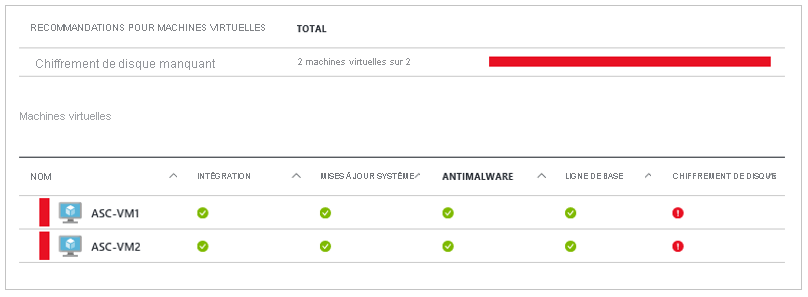 RECOMMANDATIONS POUR MACHINES VIRTUELLES TOTAL
Chiffrement de disque manquant 2 machines virtuelles sur 2
Machines virtuelles
NOM INTÉGRATION MISES À JOUR SYSTÈME ANTIMALWARE LIGNE DE BASE CHIFFREMENT DE DISQUE
ASC-VM1
ASC-VM2